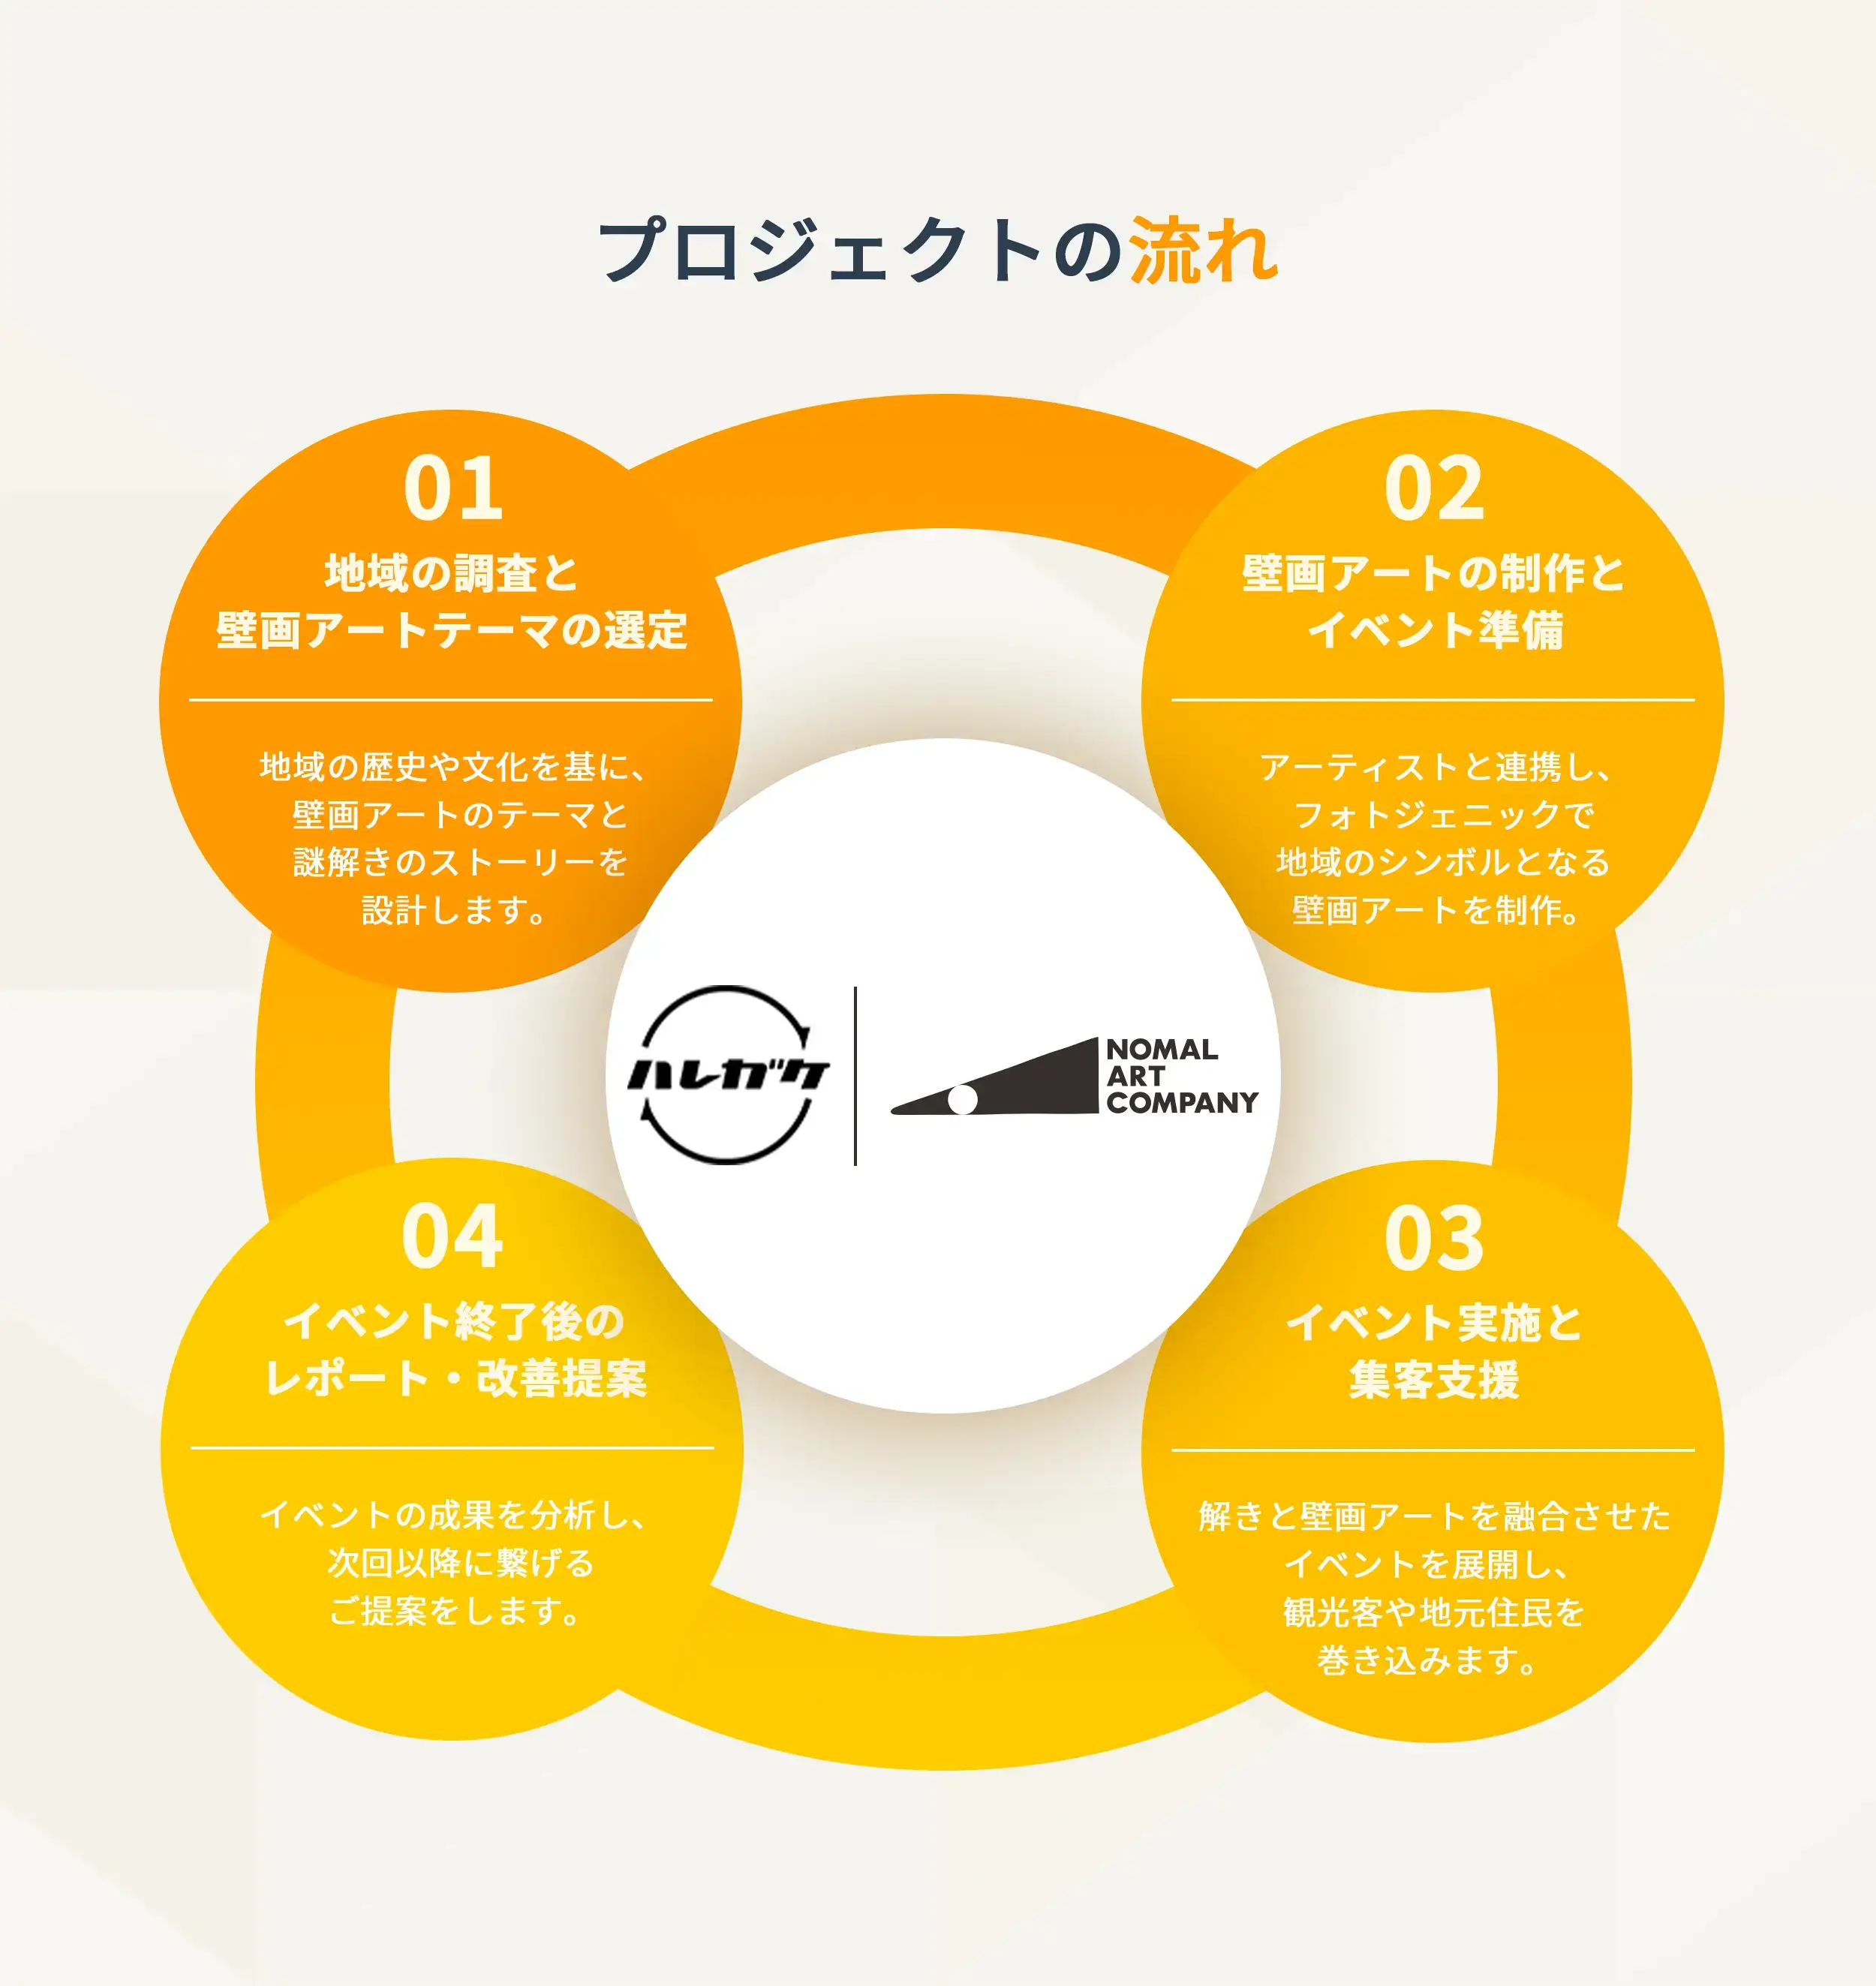 プロジェクトの流れ
01
地域の調査と
壁画アートテーマの選定
地域の歴史や文化を基に、
壁画アートのテーマと
謎解きのストーリーを
設計します。
02
壁画アートの制作と
イベント準備
アーティストと連携し、
フォトジェニックで
地域のシンボルとなる
壁画アートを制作。
ハレガケ
NOMAL
ART
COMPANY
03
イベント実施と
集客支援
解きと壁画アートを融合させた
イベントを展開し、
観光客や地元住民を
巻き込みます。
04
イベント終了後の
レポート・改善提案
イベントの成果を分析し、
次回以降に繋げる
ご提案をします。